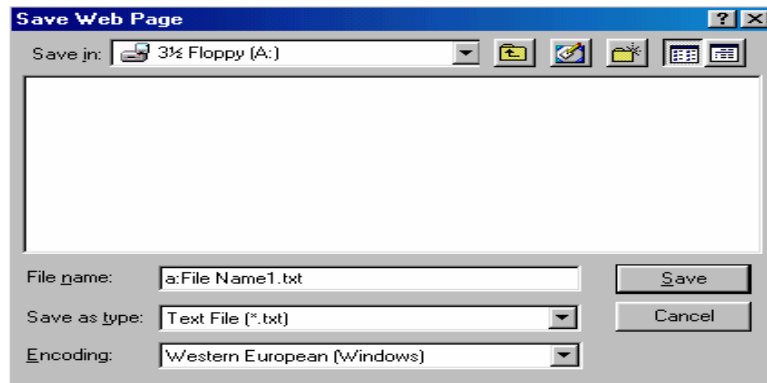 Save Web Page
Save in: 3½ Floppy (A:)
File name: a:File Name1.txt Save
Save as type: Text File (*.txt) Cancel
Encoding: Western European (Windows)